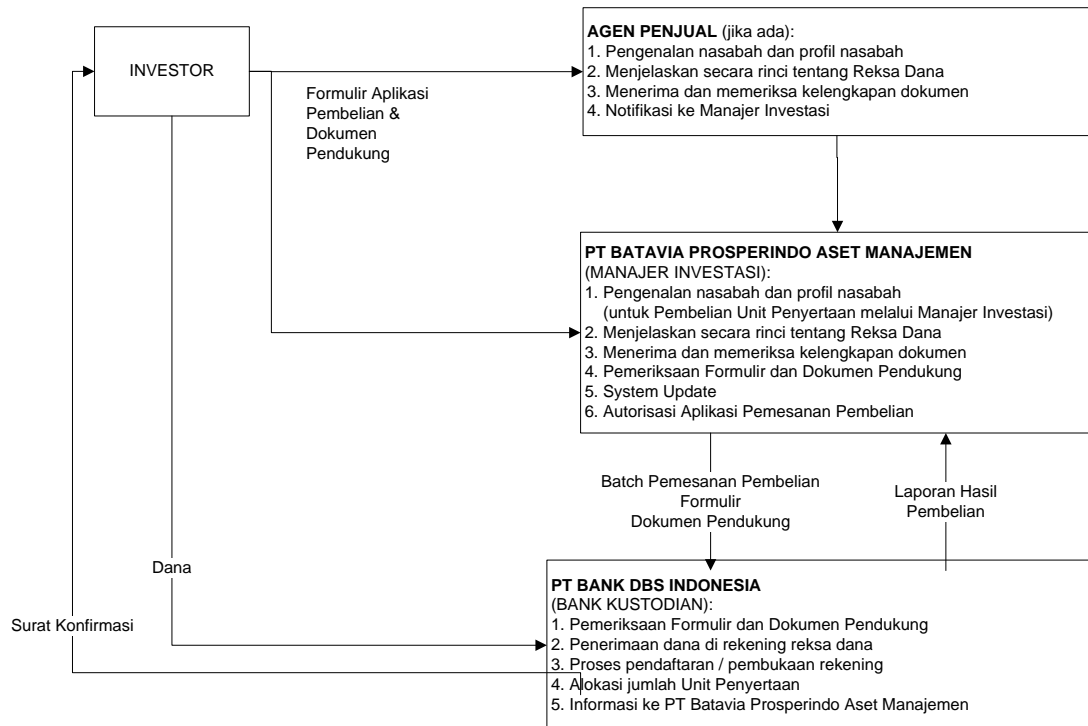 INVESTOR
AGEN PENJUAL (jika ada):
1. Pengenalan nasabah dan profil nasabah
2. Menjelaskan secara rinci tentang Reksa Dana
3. Menerima dan memeriksa kelengkapan dokumen
4. Notifikasi ke Manajer Investasi
Formulir Aplikasi
Pembelian &
Dokumen
Pendukung
PT BATAVIA PROSPERINDO ASET MANAJEMEN
(MANAJER INVESTASI):
1. Pengenalan nasabah dan profil nasabah
(untuk Pembelian Unit Penyertaan melalui Manajer Investasi)
2. Menjelaskan secara rinci tentang Reksa Dana
3. Menerima dan memeriksa kelengkapan dokumen
4. Pemeriksaan Formulir dan Dokumen Pendukung
5. System Update
6. Autorisasi Aplikasi Pemesanan Pembelian
Batch Pemesanan Pembelian
Formulir
Dokumen Pendukung
Laporan Hasil
Pembelian
Dana
Surat Konfirmasi
PT BANK DBS INDONESIA
(BANK KUSTODIAN):
1. Pemeriksaan Formulir dan Dokumen Pendukung
2. Penerimaan dana di rekening reksa dana
3. Proses pendaftaran / pembukaan rekening
4. Alokasi jumlah Unit Penyertaan
5. Informasi ke PT Batavia Prosperindo Aset Manajemen